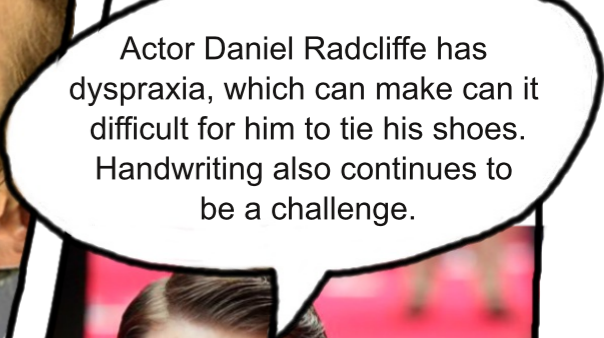 Actor Daniel Radcliffe has
dyspraxia, which can make can it
difficult for him to tie his shoes.
Handwriting also continues to
be a challenge.